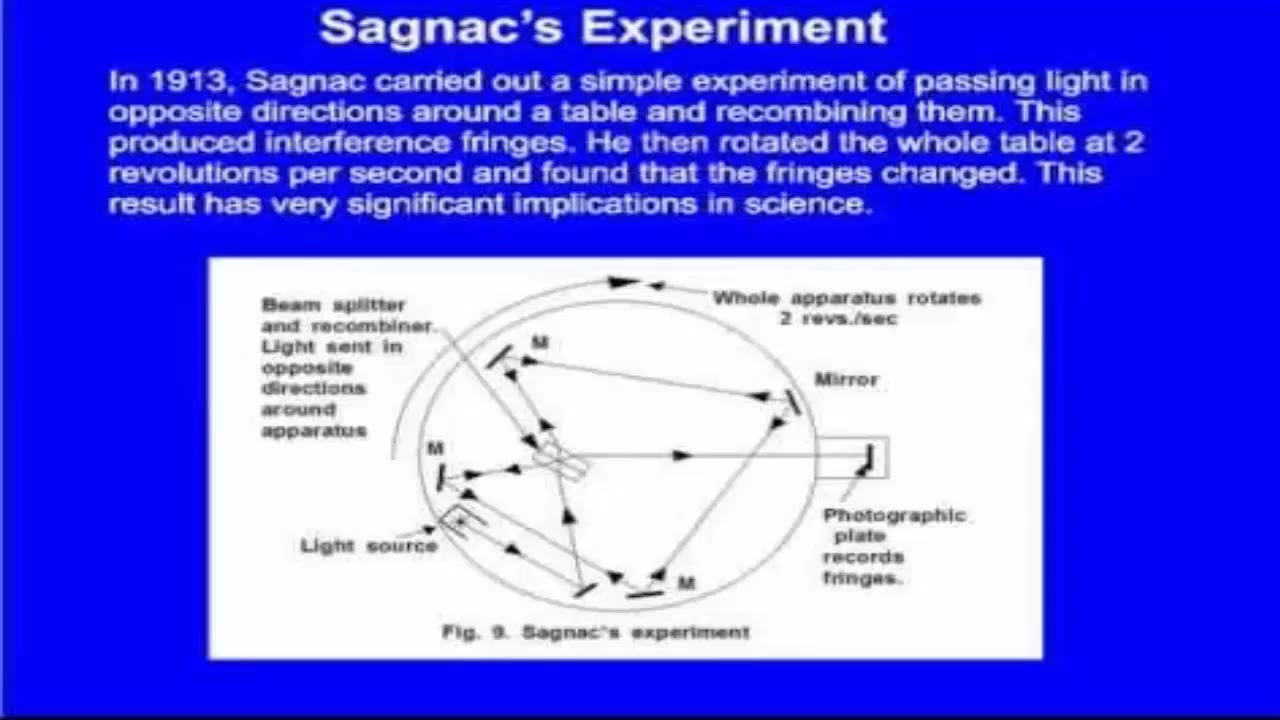 Sagnac's Experiment
In 1913, Sagnac carried out a simple experiment of passing light in
opposite directions around a table and recombining them. This
produced interference fringes. He then rotated the whole table at 2
revolutions per second and found that the fringes changed. This
result has very significant implications in science.
Beam splitter
and recombiner.
Light sent in
opposite
directions
around
apparatus
Whole apparatus rotates
2 revs./sec
M
Mirror
M
Light source
M
Photographic
plate
records
fringes.
Fig. 9. Sagnac's experiment